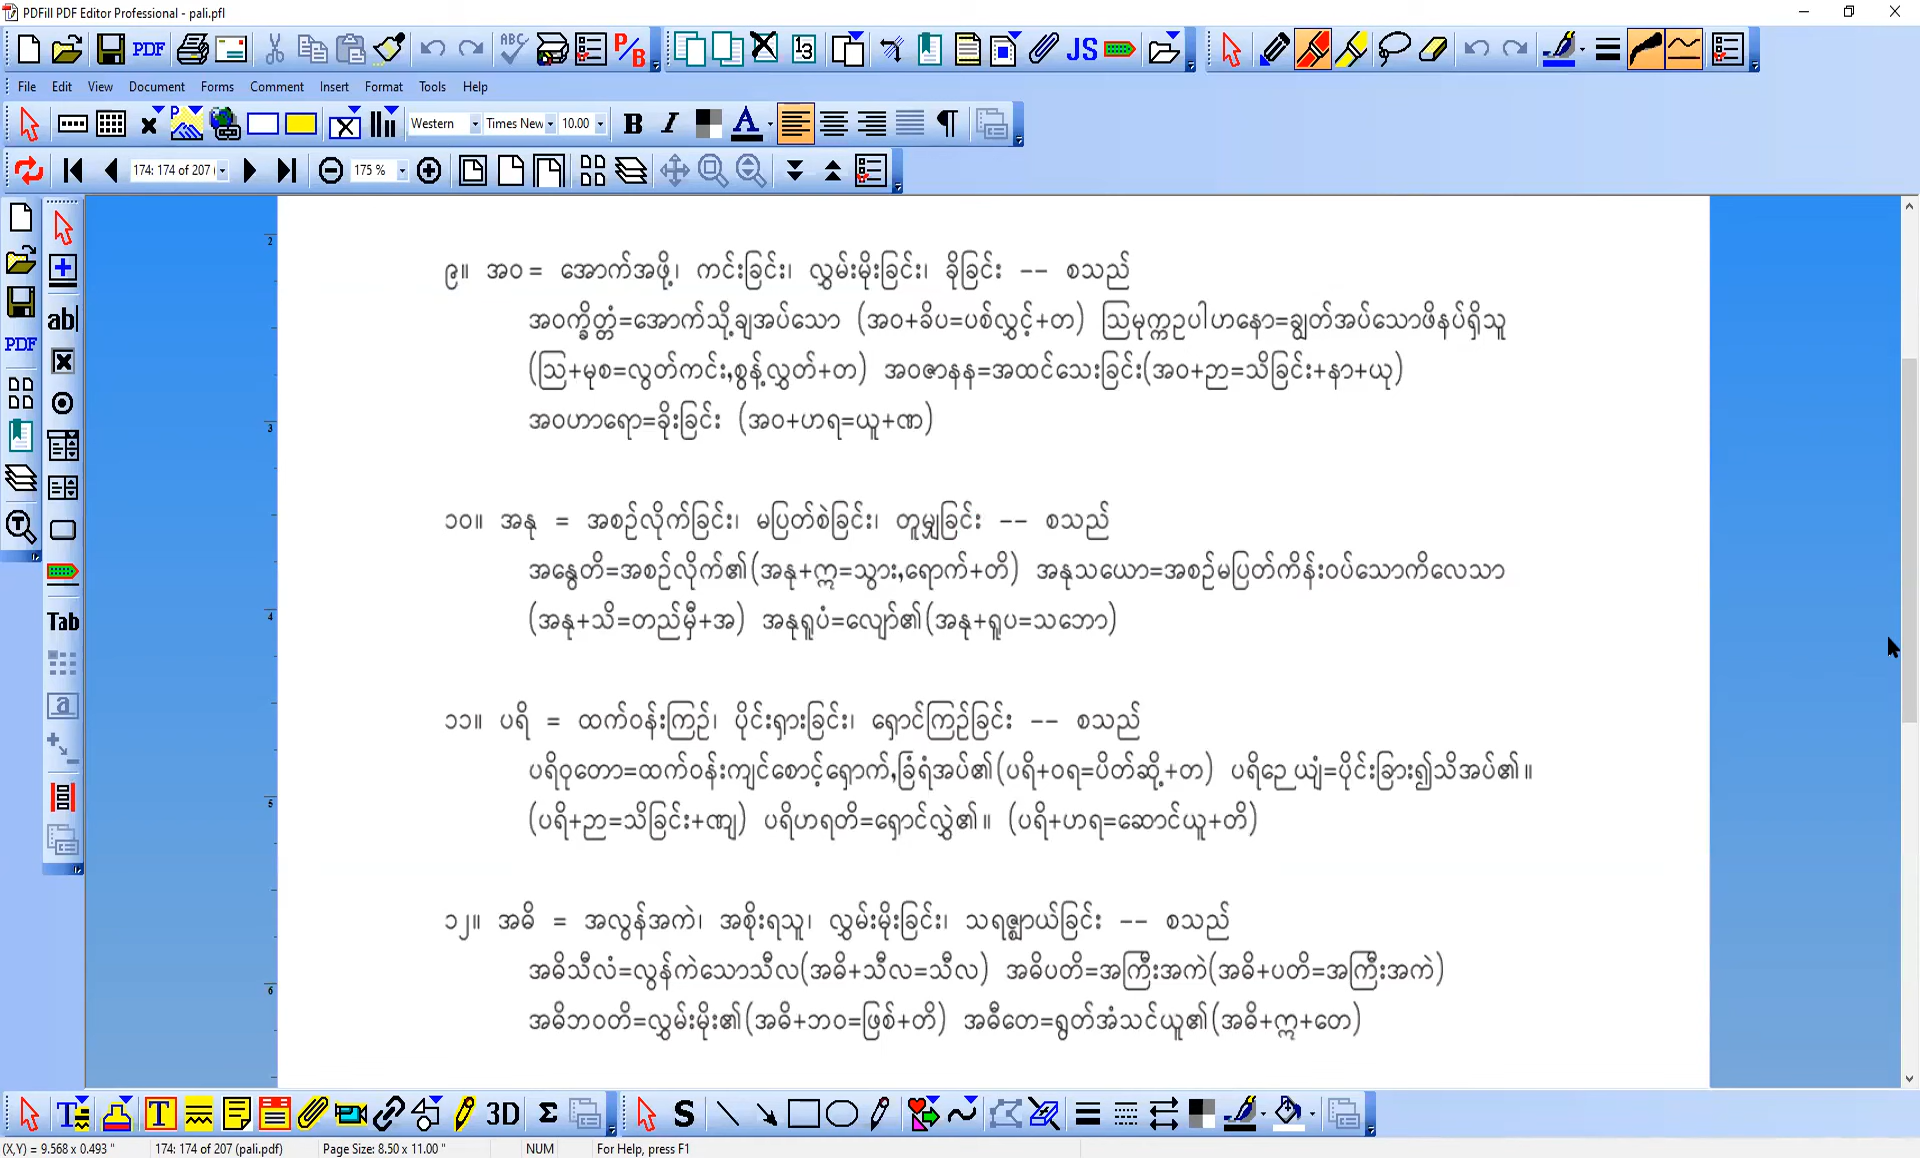 PDFill PDF Editor Professional - pali.pfl
PDF ABC 13 P/B JS
File Edit View Document Forms Comment Insert Format Tools Help
Western Times New 10.00 B I A
174: 174 of 207 175 %
၉။ အဝ = အောက်အဖို့၊ ကင်းခြင်း၊ လွှမ်းမိုးခြင်း၊ ခိုခြင်း -- စသည်
အဝက္ခိတ္တံ=အောက်သို့ချအပ်သော (အဝ+ခိပ=ပစ်လွှင့်+တ) ဩမုက္ကဥပါဟနော=ချွတ်အပ်သောဖိနပ်ရှိသူ
(ဩ+မုစ=လွတ်ကင်း,စွန့်လွှတ်+တ) အဝဇာနန=အထင်သေးခြင်း(အဝ+ဉာ=သိခြင်း+နာ+ယု)
အဝဟာရော=ခိုးခြင်း (အဝ+ဟရ=ယူ+ဏ)
၁၀။ အနု = အစဉ်လိုက်ခြင်း၊ မပြတ်စဲခြင်း၊ တူမျှခြင်း -- စသည်
အနွေတိ=အစဉ်လိုက်၏(အနု+ဣ=သွား,ရောက်+တိ) အနုသယော=အစဉ်မပြတ်ကိန်းဝပ်သောကိလေသာ
(အနု+သိ=တည်မှီ+အ) အနုရူပံ=လျော်၏(အနု+ရူပ=သဘော)
၁၁။ ပရိ = ထက်ဝန်းကြဉ်၊ ပိုင်းရှားခြင်း၊ ရှောင်ကြဉ်ခြင်း -- စသည်
ပရိဝုတော=ထက်ဝန်းကျင်စောင့်ရှောက်,ခြံရံအပ်၏(ပရိ+ဝရ=ပိတ်ဆို့+တ) ပရိဉေယျံ=ပိုင်းခြား၍သိအပ်၏။
(ပရိ+ဉာ=သိခြင်း+ဏျ) ပရိဟရတိ=ရှောင်လွှဲ၏။ (ပရိ+ဟရ=ဆောင်ယူ+တိ)
၁၂။ အဓိ = အလွန်အကဲ၊ အစိုးရသူ၊ လွှမ်းမိုးခြင်း၊ သရဇ္ဈာယ်ခြင်း -- စသည်
အဓိသီလံ=လွန်ကဲသောသီလ(အဓိ+သီလ=သီလ) အဓိပတိ=အကြီးအကဲ(အဓိ+ပတိ=အကြီးအကဲ)
အဓိဘဝတိ=လွှမ်းမိုး၏(အဓိ+ဘဝ=ဖြစ်+တိ) အဓီတေ=ရွတ်အံသင်ယူ၏(အဓိ+ဣ+တေ)
2
3
4
5
6
ab
PDF
Tab
a
T T 3D Σ S
(X,Y) = 9.568 x 0.493 " 174: 174 of 207 (pali.pdf) Page Size: 8.50 x 11.00 " NUM For Help, press F1